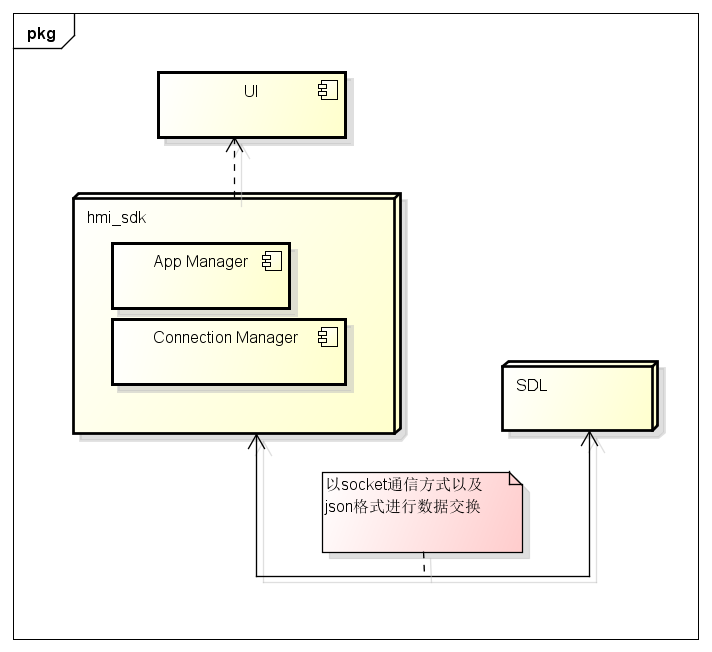 pkg
UI
hmi_sdk
App Manager
Connection Manager
SDL
以socket通信方式以及
json格式进行数据交换